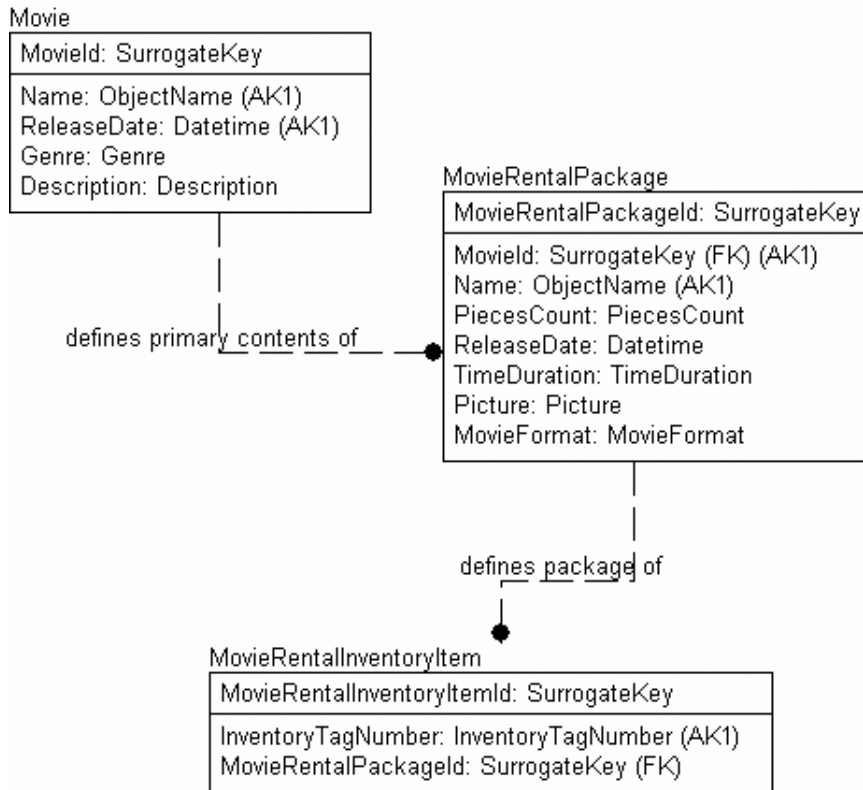 Movie
MovieId: SurrogateKey
Name: ObjectName (AK1)
ReleaseDate: Datetime (AK1)
Genre: Genre
Description: Description
defines primary contents of
MovieRentalPackage
MovieRentalPackageId: SurrogateKey
MovieId: SurrogateKey (FK) (AK1)
Name: ObjectName (AK1)
PiecesCount: PiecesCount
ReleaseDate: Datetime
TimeDuration: TimeDuration
Picture: Picture
MovieFormat: MovieFormat
defines package of
MovieRentalInventoryItem
MovieRentalInventoryItemId: SurrogateKey
InventoryTagNumber: InventoryTagNumber (AK1)
MovieRentalPackageId: SurrogateKey (FK)